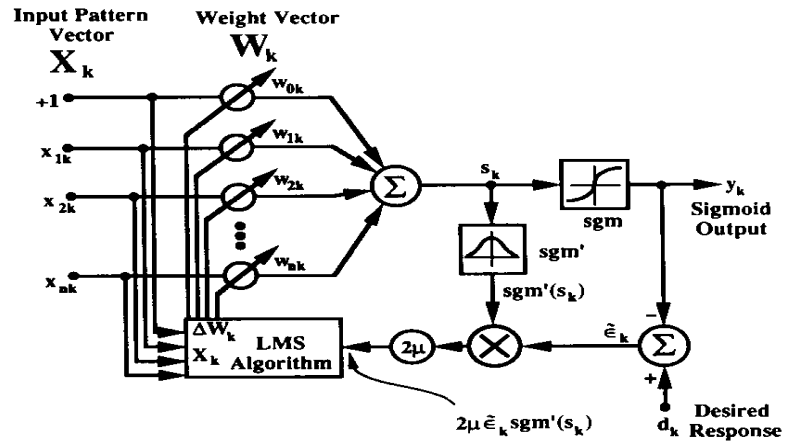 Input Pattern
Vector
X_k
Weight Vector
W_k
+1
w_0k
x_1k
w_1k
x_2k
w_2k
x_nk
w_nk
Σ
s_k
sgm
y_k
Sigmoid
Output
sgm'
sgm'(s_k)
ΔW_k
X_k
LMS
Algorithm
2μ
ε̃_k
−
Σ
+
2μ ε̃_k sgm'(s_k)
d_k
Desired
Response